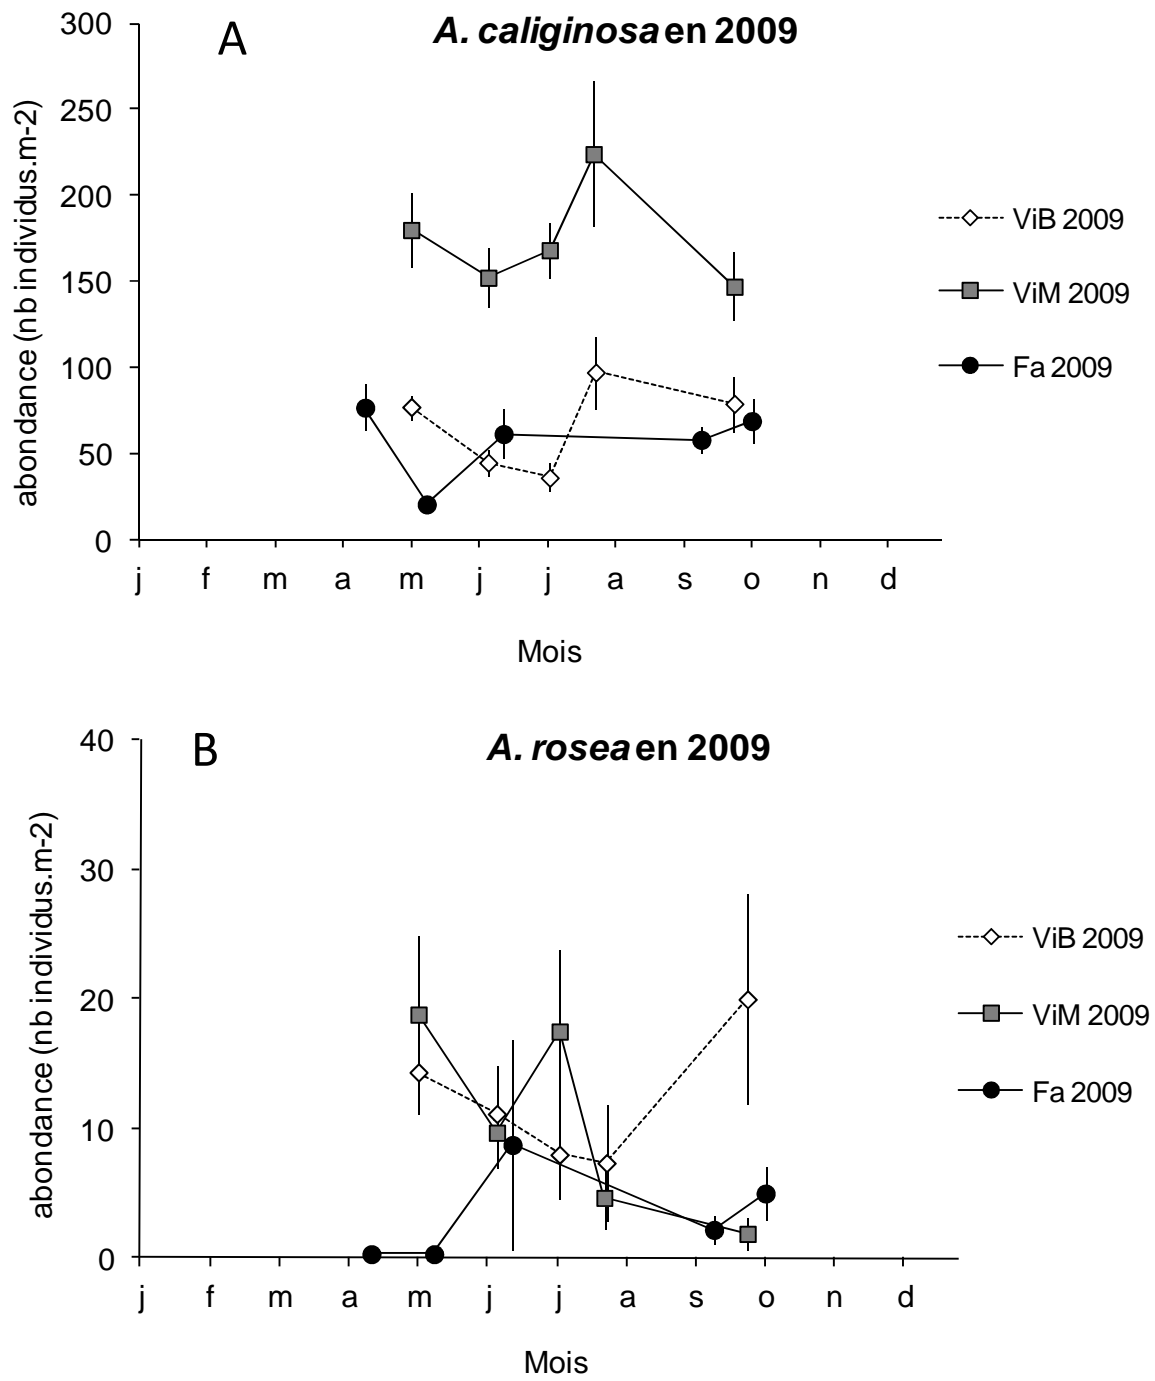 A
A. caliginosa en 2009
300
250
200
150
100
50
0
abondance (nb individus.m-2)
j f m a m j j a s o n d
Mois
ViB 2009
ViM 2009
Fa 2009
B
A. rosea en 2009
40
30
20
10
0
abondance (nb individus.m-2)
j f m a m j j a s o n d
Mois
ViB 2009
ViM 2009
Fa 2009